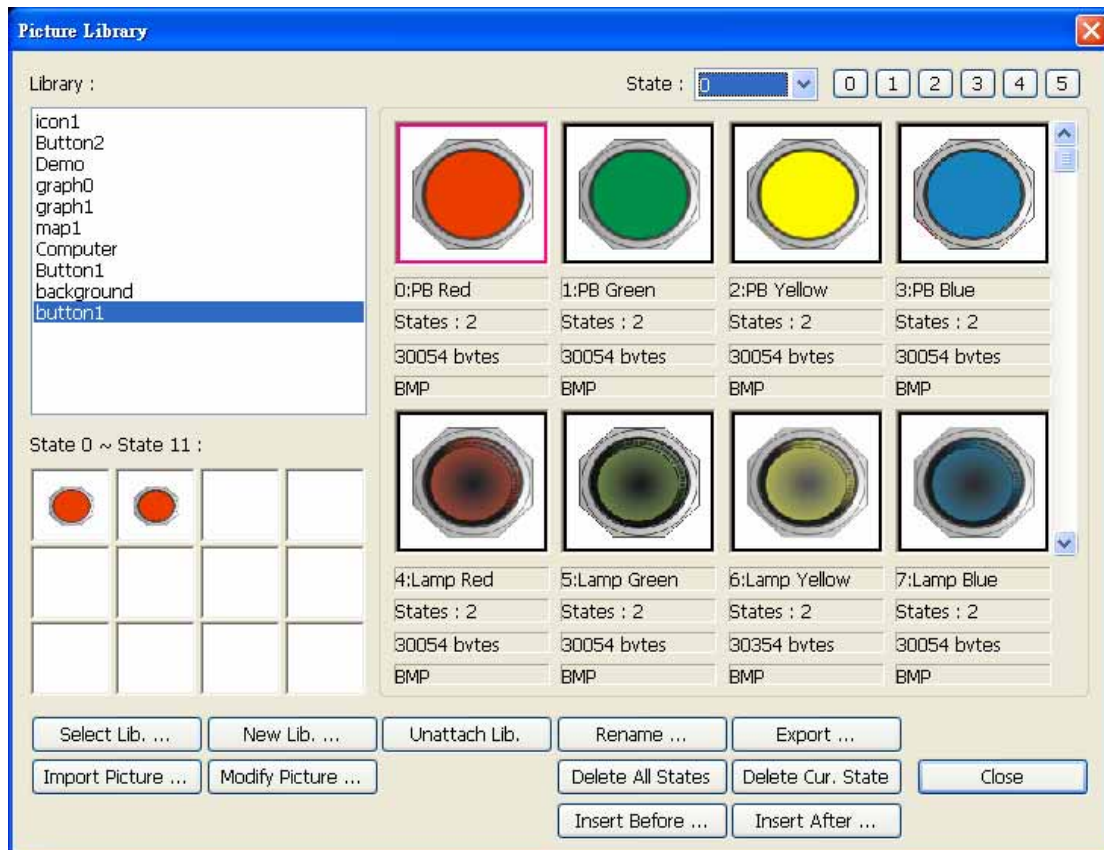 Picture Library
Library :
State : 0 0 1 2 3 4 5
icon1
Button2
Demo
graph0
graph1
map1
Computer
Button1
background
button1
0:PB Red 1:PB Green 2:PB Yellow 3:PB Blue
States : 2 States : 2 States : 2 States : 2
30054 bytes 30054 bytes 30054 bytes 30054 bytes
BMP BMP BMP BMP
State 0 ~ State 11 :
4:Lamp Red 5:Lamp Green 6:Lamp Yellow 7:Lamp Blue
States : 2 States : 2 States : 2 States : 2
30054 bytes 30054 bytes 30354 bytes 30054 bytes
BMP BMP BMP BMP
Select Lib. ... New Lib. ... Unattach Lib. Rename ... Export ...
Import Picture ... Modify Picture ... Delete All States Delete Cur. State Close
Insert Before ... Insert After ...